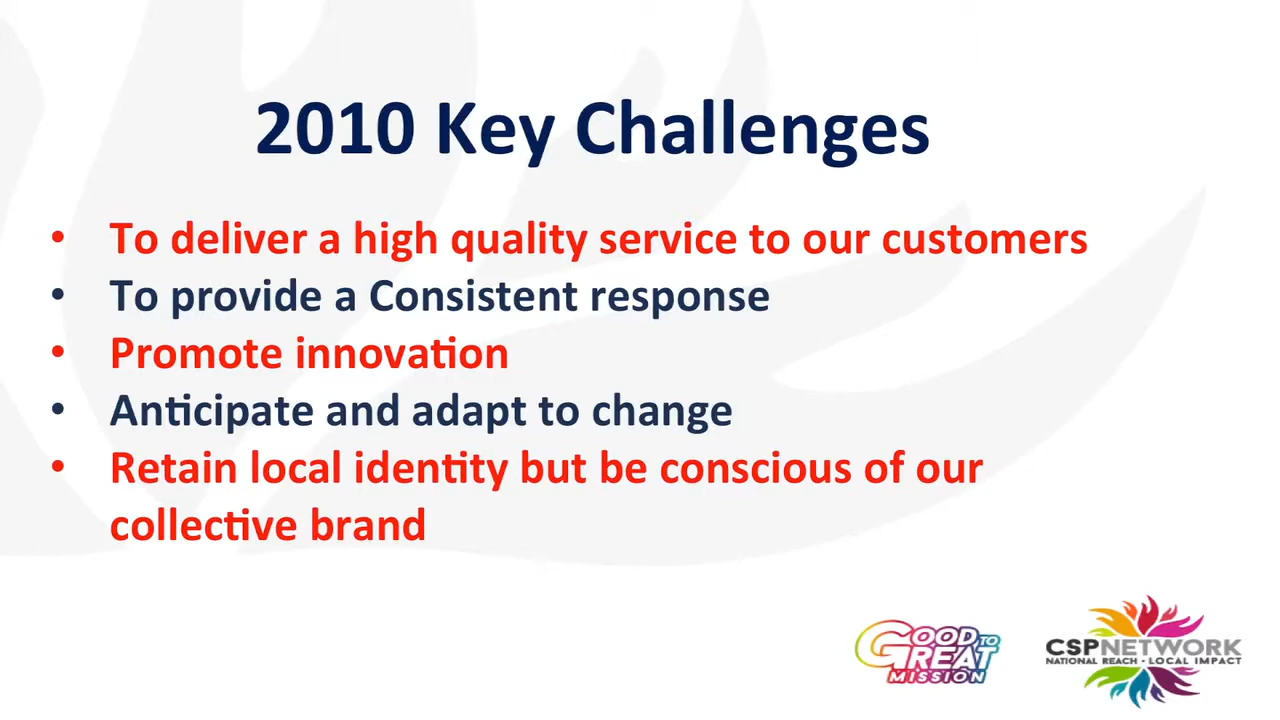 2010 Key Challenges
• To deliver a high quality service to our customers
• To provide a Consistent response
• Promote innovation
• Anticipate and adapt to change
• Retain local identity but be conscious of our
collective brand
GOOD TO
GREAT
MISSION
CSPNETWORK
NATIONAL REACH - LOCAL IMPACT